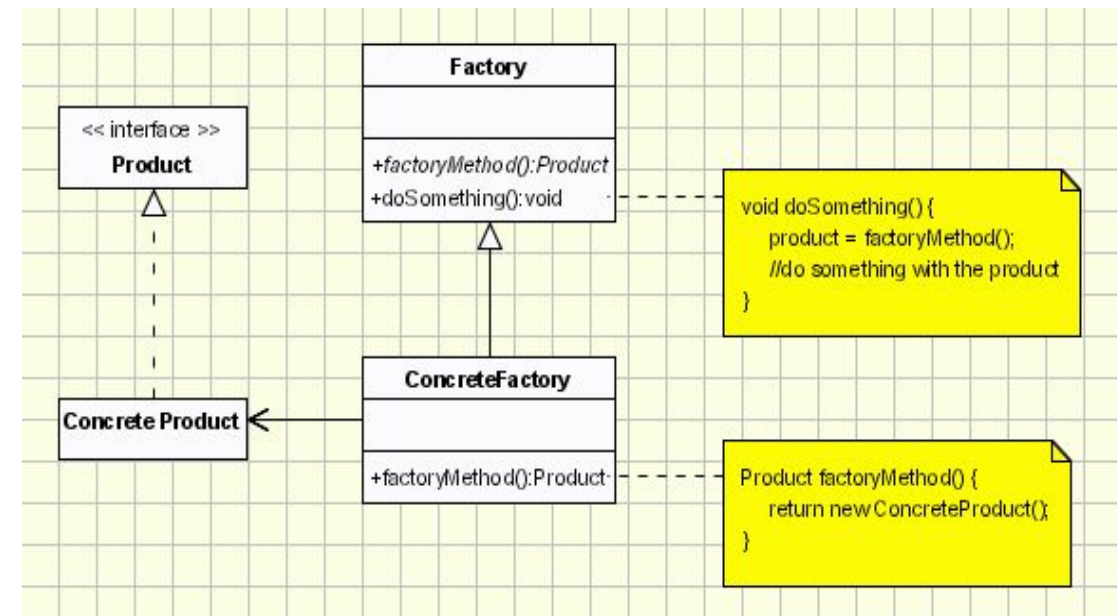 Factory
+factoryMethod():Product
+doSomething():void
<< interface >>
Product
void doSomething() {
product = factoryMethod();
//do something with the product
}
ConcreteFactory
+factoryMethod():Product
Concrete Product
Product factoryMethod() {
return new ConcreteProduct();
}